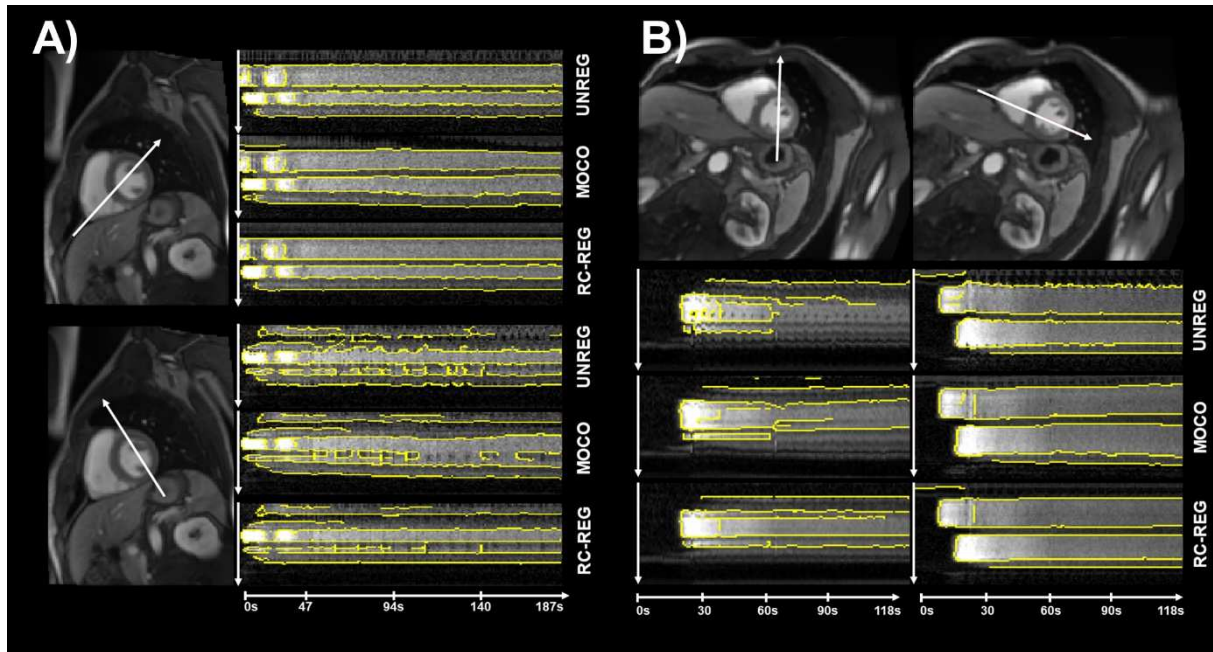 A)
UNREG
MOCO
RC-REG
UNREG
MOCO
RC-REG
0s 47 94s 140 187s
B)
UNREG
MOCO
RC-REG
0s 30 60s 90s 118s
0s 30 60s 90s 118s